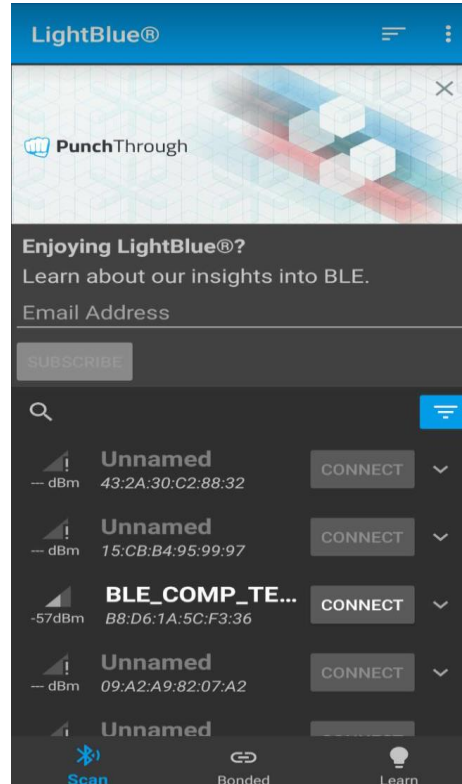 LightBlue®
PunchThrough
Enjoying LightBlue®?
Learn about our insights into BLE.
Email Address
SUBSCRIBE
Unnamed
--- dBm 43:2A:30:C2:88:32 CONNECT
Unnamed
--- dBm 15:CB:B4:95:99:97 CONNECT
BLE_COMP_TE...
-57dBm B8:D6:1A:5C:F3:36 CONNECT
Unnamed
--- dBm 09:A2:A9:82:07:A2 CONNECT
Unnamed CONNECT
Scan Bonded Learn